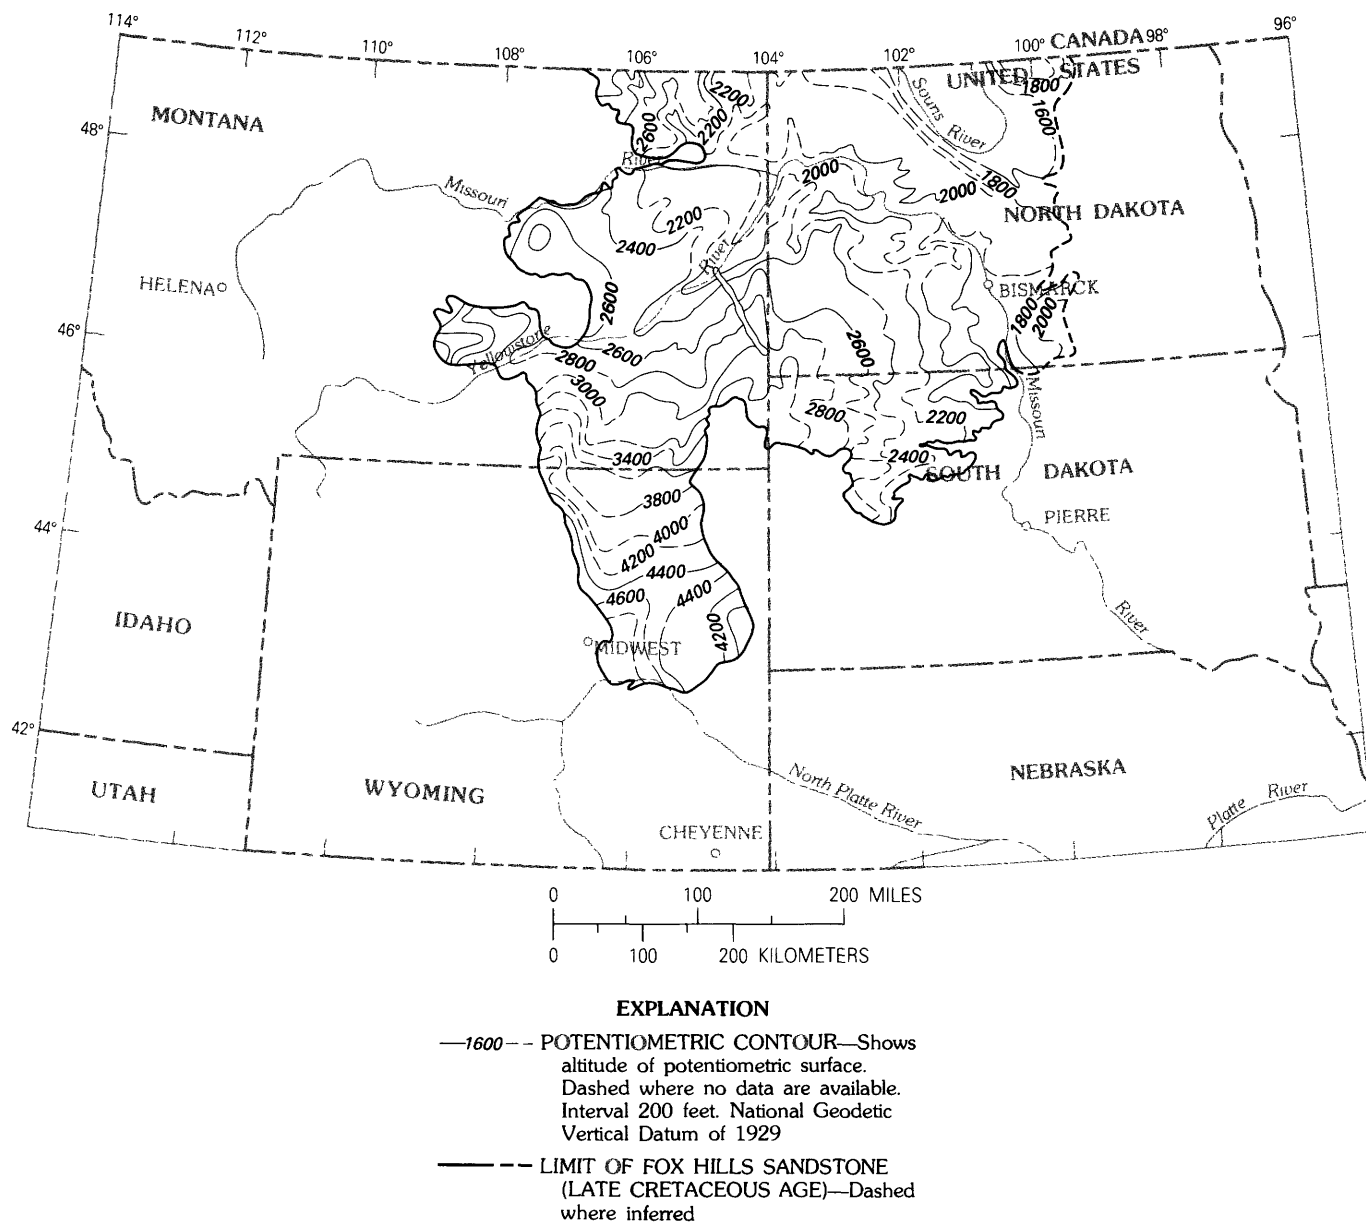 114°
112°
110°
108°
106°
104°
102°
100°
98°
96°
CANADA
UNITED STATES
MONTANA
48°
2200
2600
2200
River
Missouri
Souris
River
1800
1600
2000
2000
1800
NORTH DAKOTA
2200
2400
River
HELENA
BISMARCK
2600
1800
2000
46°
Yellowstone
2600
2800
3000
2600
2800
2200
Missouri
3400
2400
SOUTH DAKOTA
3800
PIERRE
44°
4000
4200
4400
4600
4400
4200
River
IDAHO
MIDWEST
42°
UTAH
WYOMING
NEBRASKA
North Platte River
Platte River
CHEYENNE
0 100 200 MILES
0 100 200 KILOMETERS
EXPLANATION
—1600-- POTENTIOMETRIC CONTOUR—Shows
altitude of potentiometric surface.
Dashed where no data are available.
Interval 200 feet. National Geodetic
Vertical Datum of 1929
LIMIT OF FOX HILLS SANDSTONE
(LATE CRETACEOUS AGE)—Dashed
where inferred